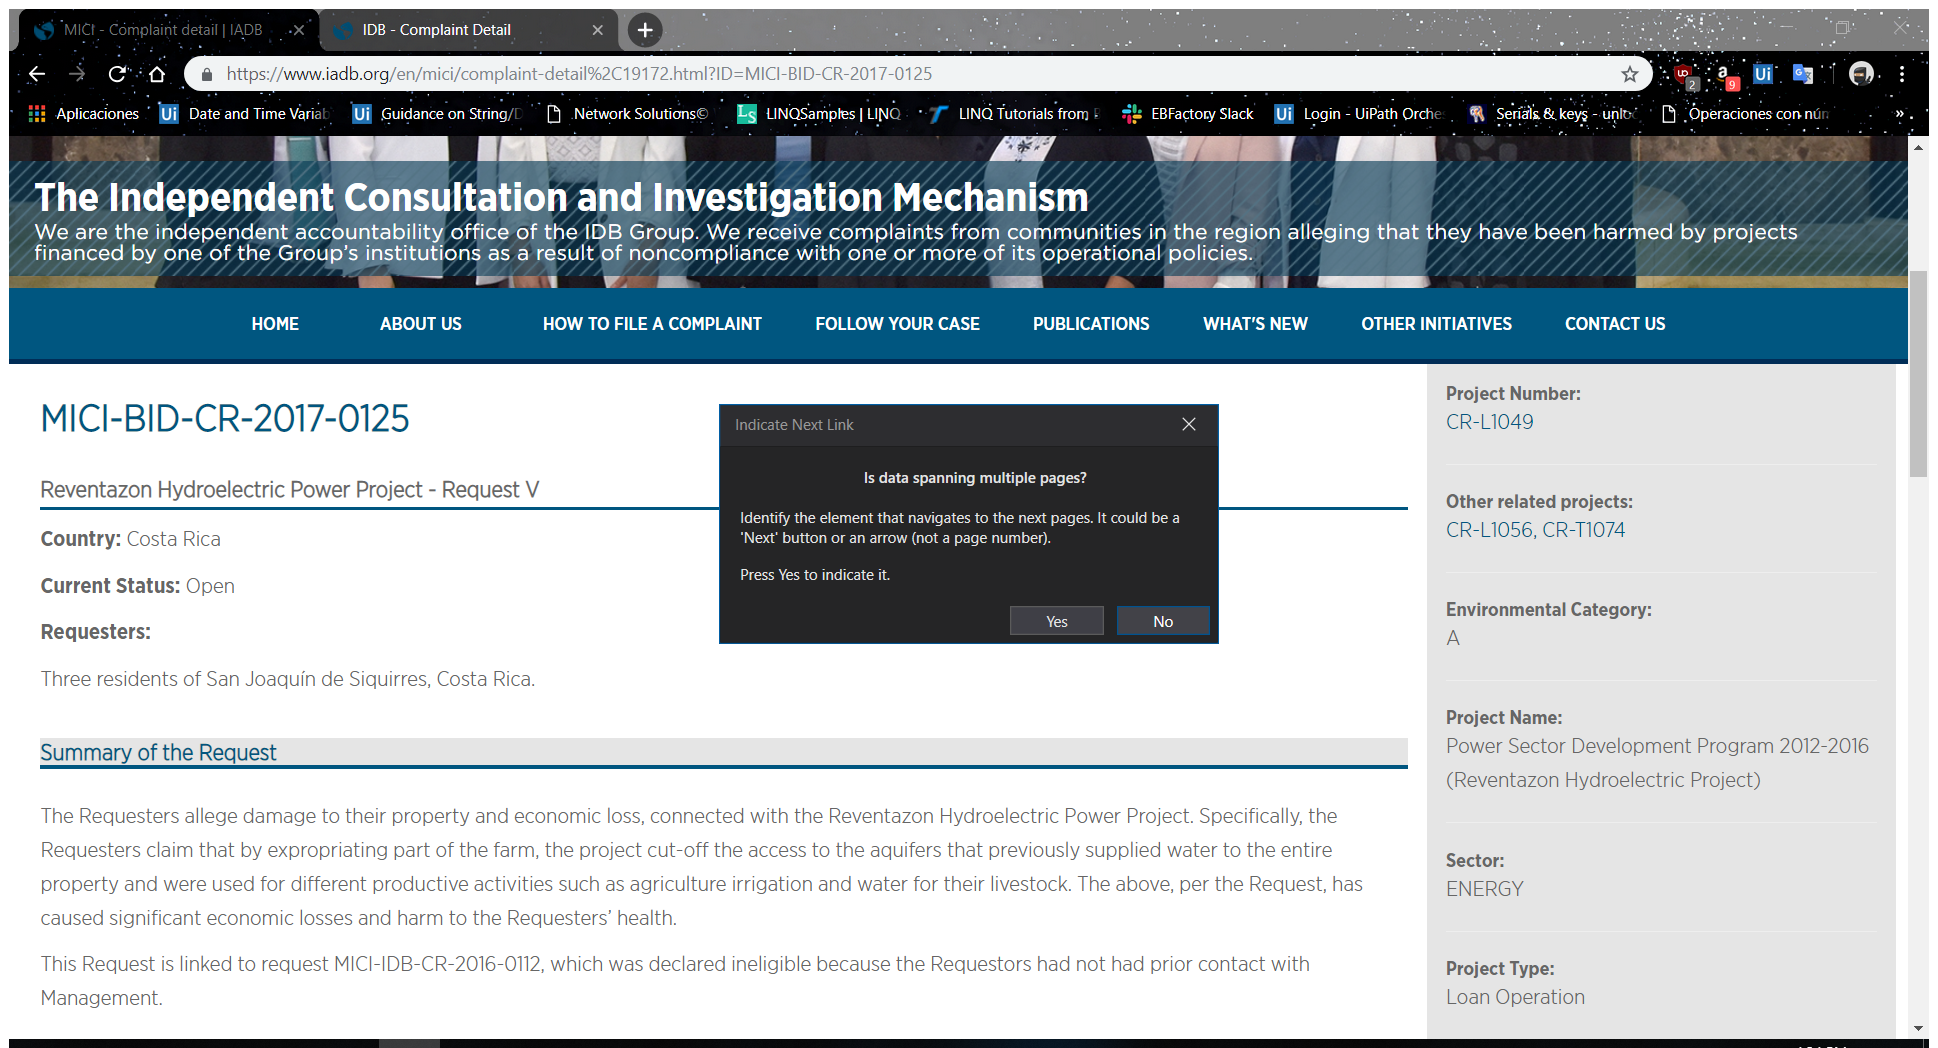 MICI - Complaint detail | IADB
IDB - Complaint Detail
https://www.iadb.org/en/mici/complaint-detail%2C19172.html?ID=MICI-BID-CR-2017-0125
2
9
Ui
Aplicaciones
Ui Date and Time Variab
Ui Guidance on String/D
Network Solutions©
LS LINQSamples | LINQ
LINQ Tutorials from
EBFactory Slack
Ui Login - UiPath Orches
Serials & keys - unloc
Operaciones con núm
»
The Independent Consultation and Investigation Mechanism
We are the independent accountability office of the IDB Group. We receive complaints from communities in the region alleging that they have been harmed by projects
financed by one of the Group's institutions as a result of noncompliance with one or more of its operational policies.
HOME
ABOUT US
HOW TO FILE A COMPLAINT
FOLLOW YOUR CASE
PUBLICATIONS
WHAT'S NEW
OTHER INITIATIVES
CONTACT US
MICI-BID-CR-2017-0125
Reventazon Hydroelectric Power Project - Request V
Country: Costa Rica
Current Status: Open
Requesters:
Three residents of San Joaquín de Siquirres, Costa Rica.
Summary of the Request
The Requesters allege damage to their property and economic loss, connected with the Reventazon Hydroelectric Power Project. Specifically, the
Requesters claim that by expropriating part of the farm, the project cut-off the access to the aquifers that previously supplied water to the entire
property and were used for different productive activities such as agriculture irrigation and water for their livestock. The above, per the Request, has
caused significant economic losses and harm to the Requesters' health.
This Request is linked to request MICI-IDB-CR-2016-0112, which was declared ineligible because the Requestors had not had prior contact with
Management.
Indicate Next Link
Is data spanning multiple pages?
Identify the element that navigates to the next pages. It could be a
'Next' button or an arrow (not a page number).
Press Yes to indicate it.
Yes
No
Project Number:
CR-L1049
Other related projects:
CR-L1056, CR-T1074
Environmental Category:
A
Project Name:
Power Sector Development Program 2012-2016
(Reventazon Hydroelectric Project)
Sector:
ENERGY
Project Type:
Loan Operation